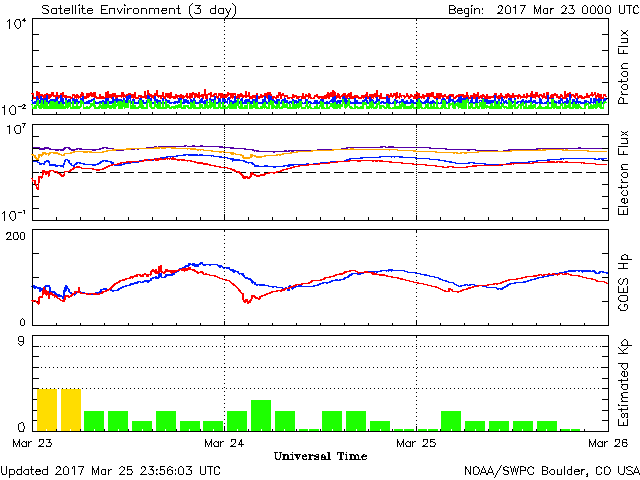 Satellite Environment (3 day)
Begin: 2017 Mar 23 0000 UTC
10⁴
10⁻²
Proton Flux
10⁷
10⁻¹
Electron Flux
200
0
GOES Hp
9
0
Estimated Kp
Mar 23 Mar 24 Mar 25 Mar 26
Universal Time
Updated 2017 Mar 25 23:56:03 UTC
NOAA/SWPC Boulder, CO USA